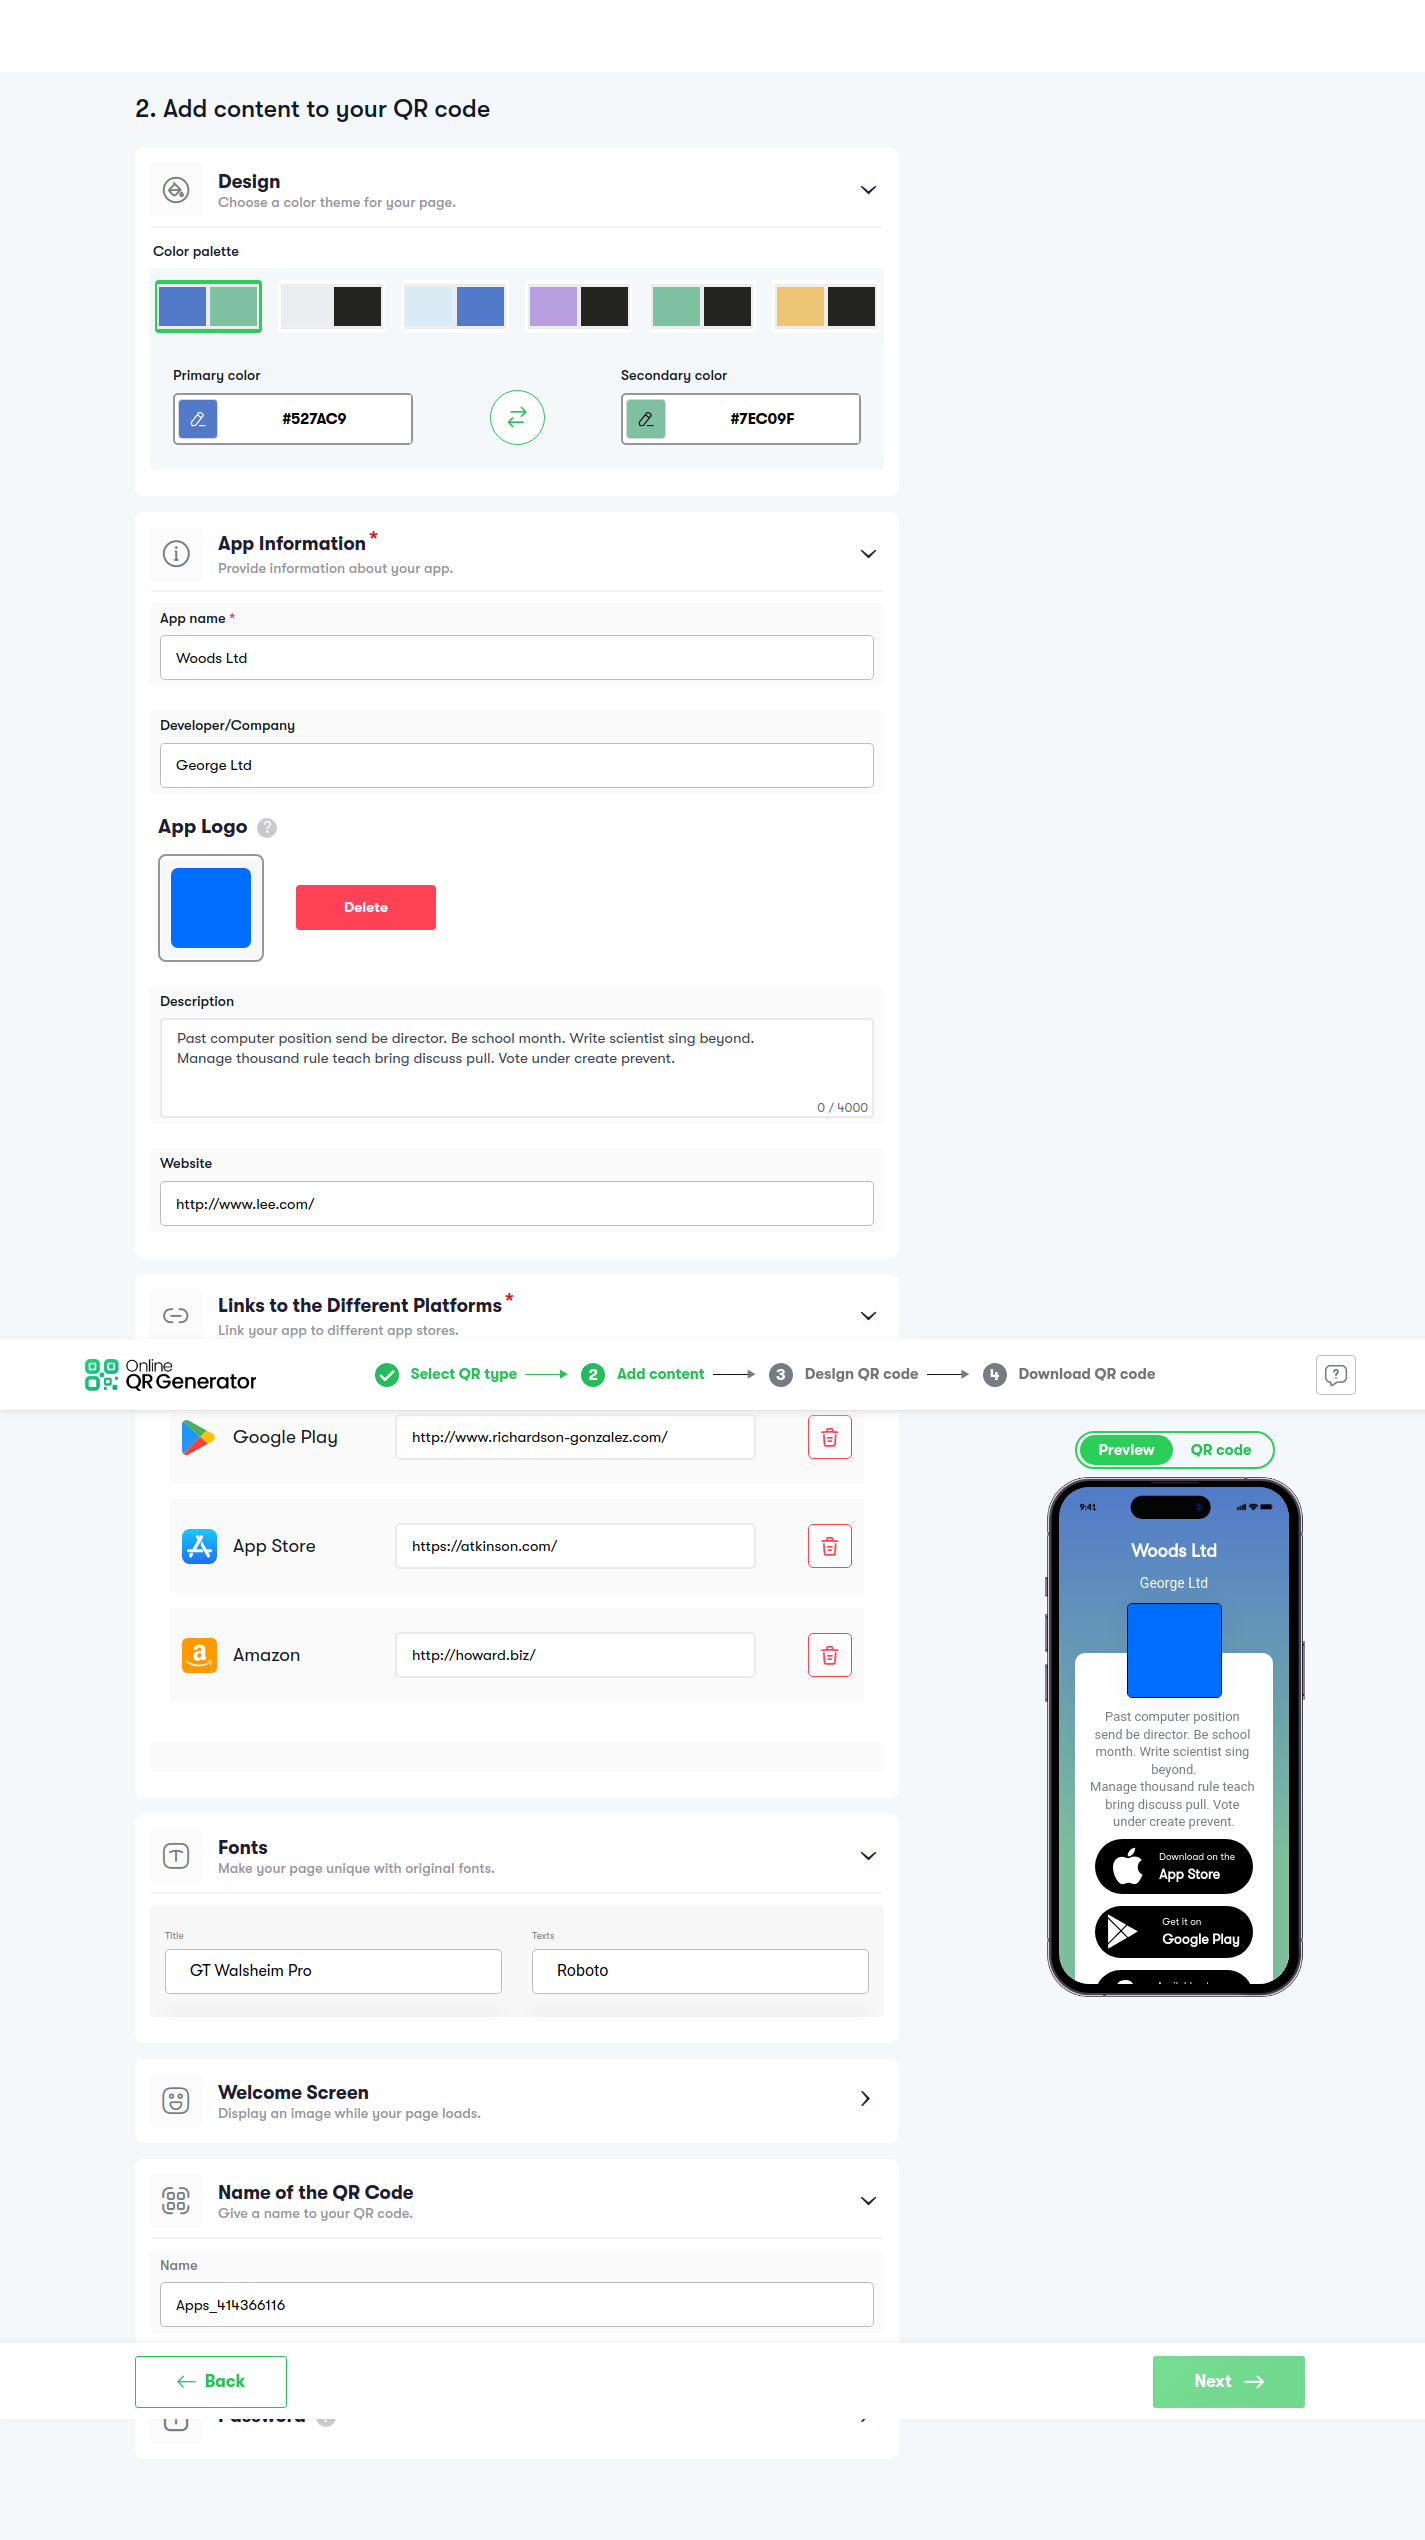 2. Add content to your QR code
Design
Choose a color theme for your page.
Color palette
Primary color
Secondary color
#527AC9
#7EC09F
App Information *
Provide information about your app.
App name *
Woods Ltd
Developer/Company
George Ltd
App Logo ?
Delete
Description
Past computer position send be director. Be school month. Write scientist sing beyond.
Manage thousand rule teach bring discuss pull. Vote under create prevent.
0 / 4000
Website
http://www.lee.com/
Links to the Different Platforms *
Link your app to different app stores.
Online
QR Generator
Select QR type
2 Add content
3 Design QR code
4 Download QR code
?
Google Play
http://www.richardson-gonzalez.com/
App Store
https://atkinson.com/
Amazon
http://howard.biz/
Preview
QR code
9:41
Woods Ltd
George Ltd
Past computer position
send be director. Be school
month. Write scientist sing
beyond.
Manage thousand rule teach
bring discuss pull. Vote
under create prevent.
Download on the
App Store
Get it on
Google Play
Fonts
Make your page unique with original fonts.
Title
Texts
GT Walsheim Pro
Roboto
Welcome Screen
Display an image while your page loads.
Name of the QR Code
Give a name to your QR code.
Name
Apps_414366116
Back
Next
Password